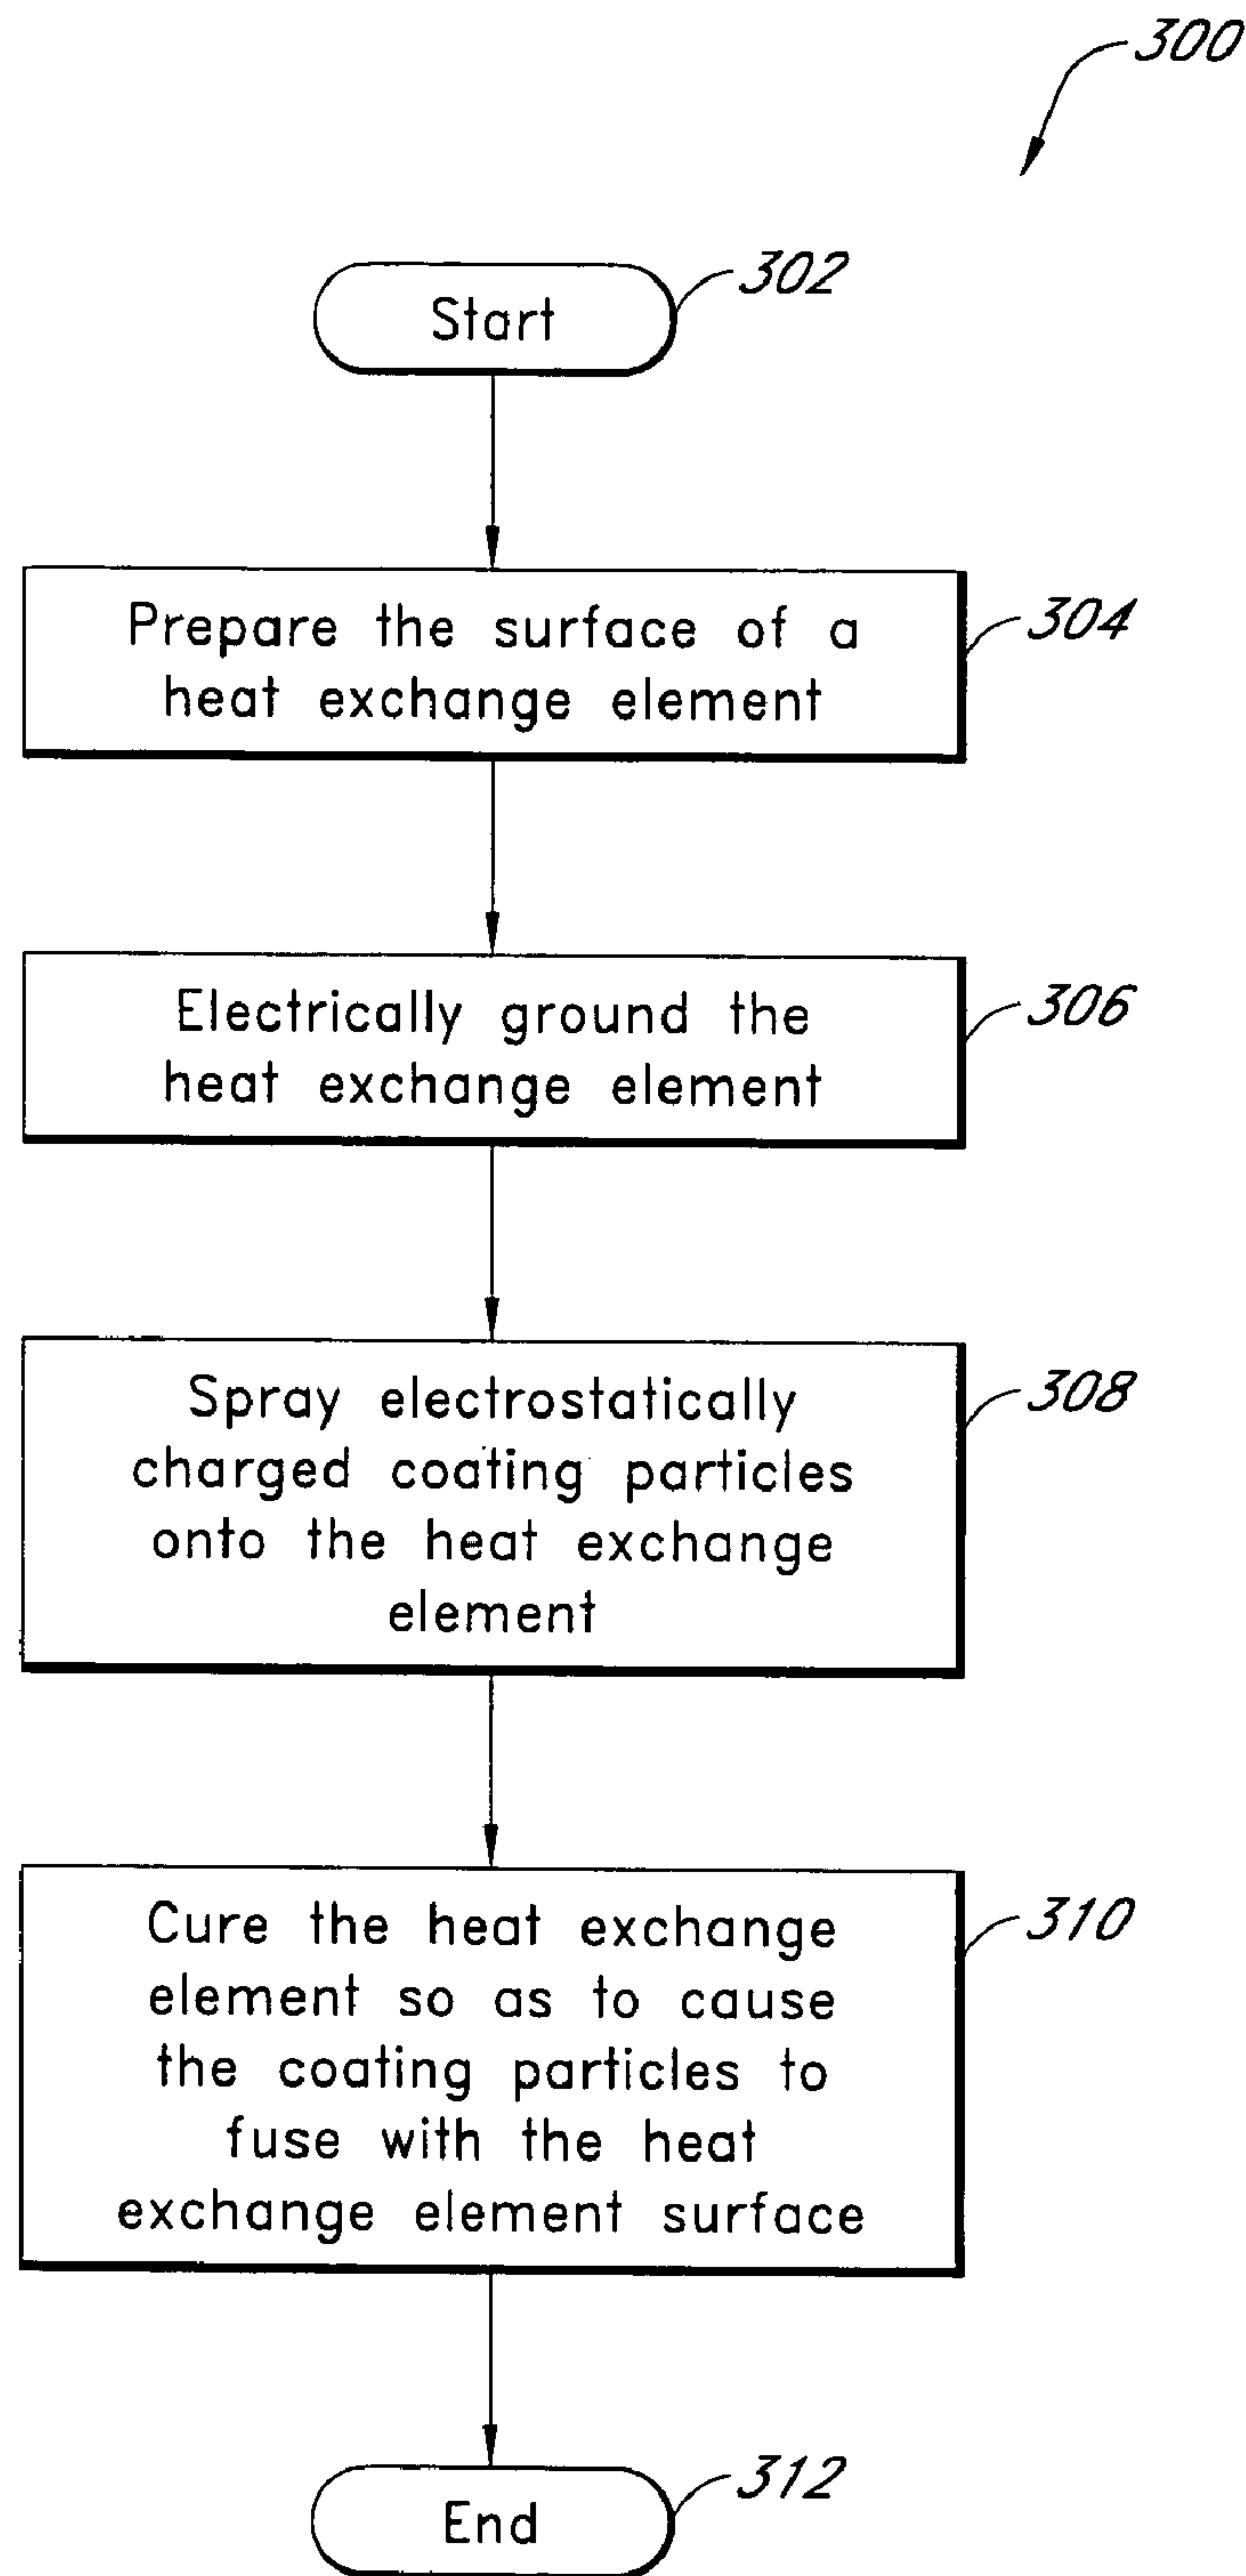 300
Start
302
Prepare the surface of a
heat exchange element
304
Electrically ground the
heat exchange element
306
Spray electrostatically
charged coating particles
onto the heat exchange
element
308
Cure the heat exchange
element so as to cause
the coating particles to
fuse with the heat
exchange element surface
310
End
312